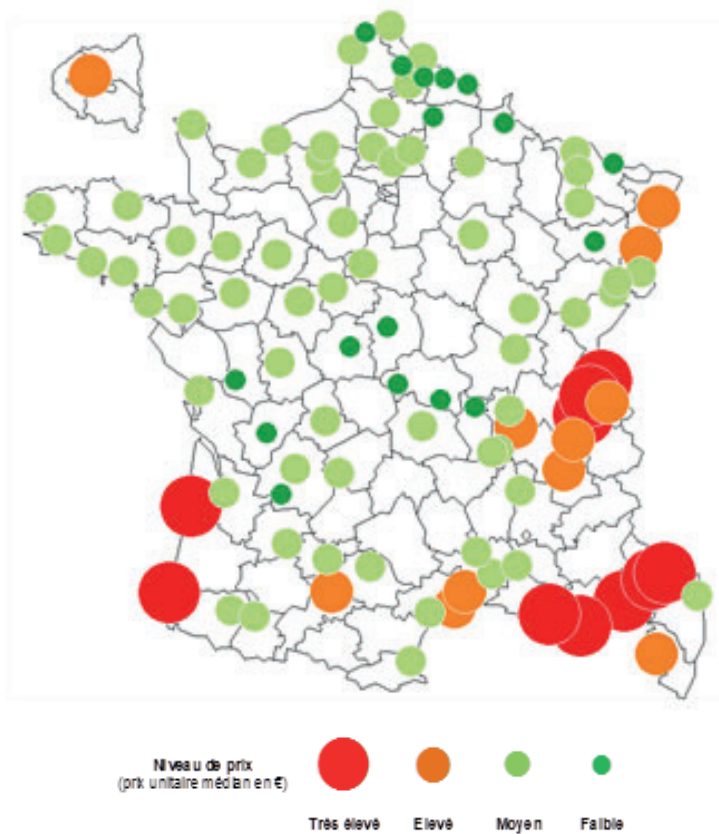 Niveau de prix
(prix unitaire médian en €)
Très élevé Elevé Moyen Faible